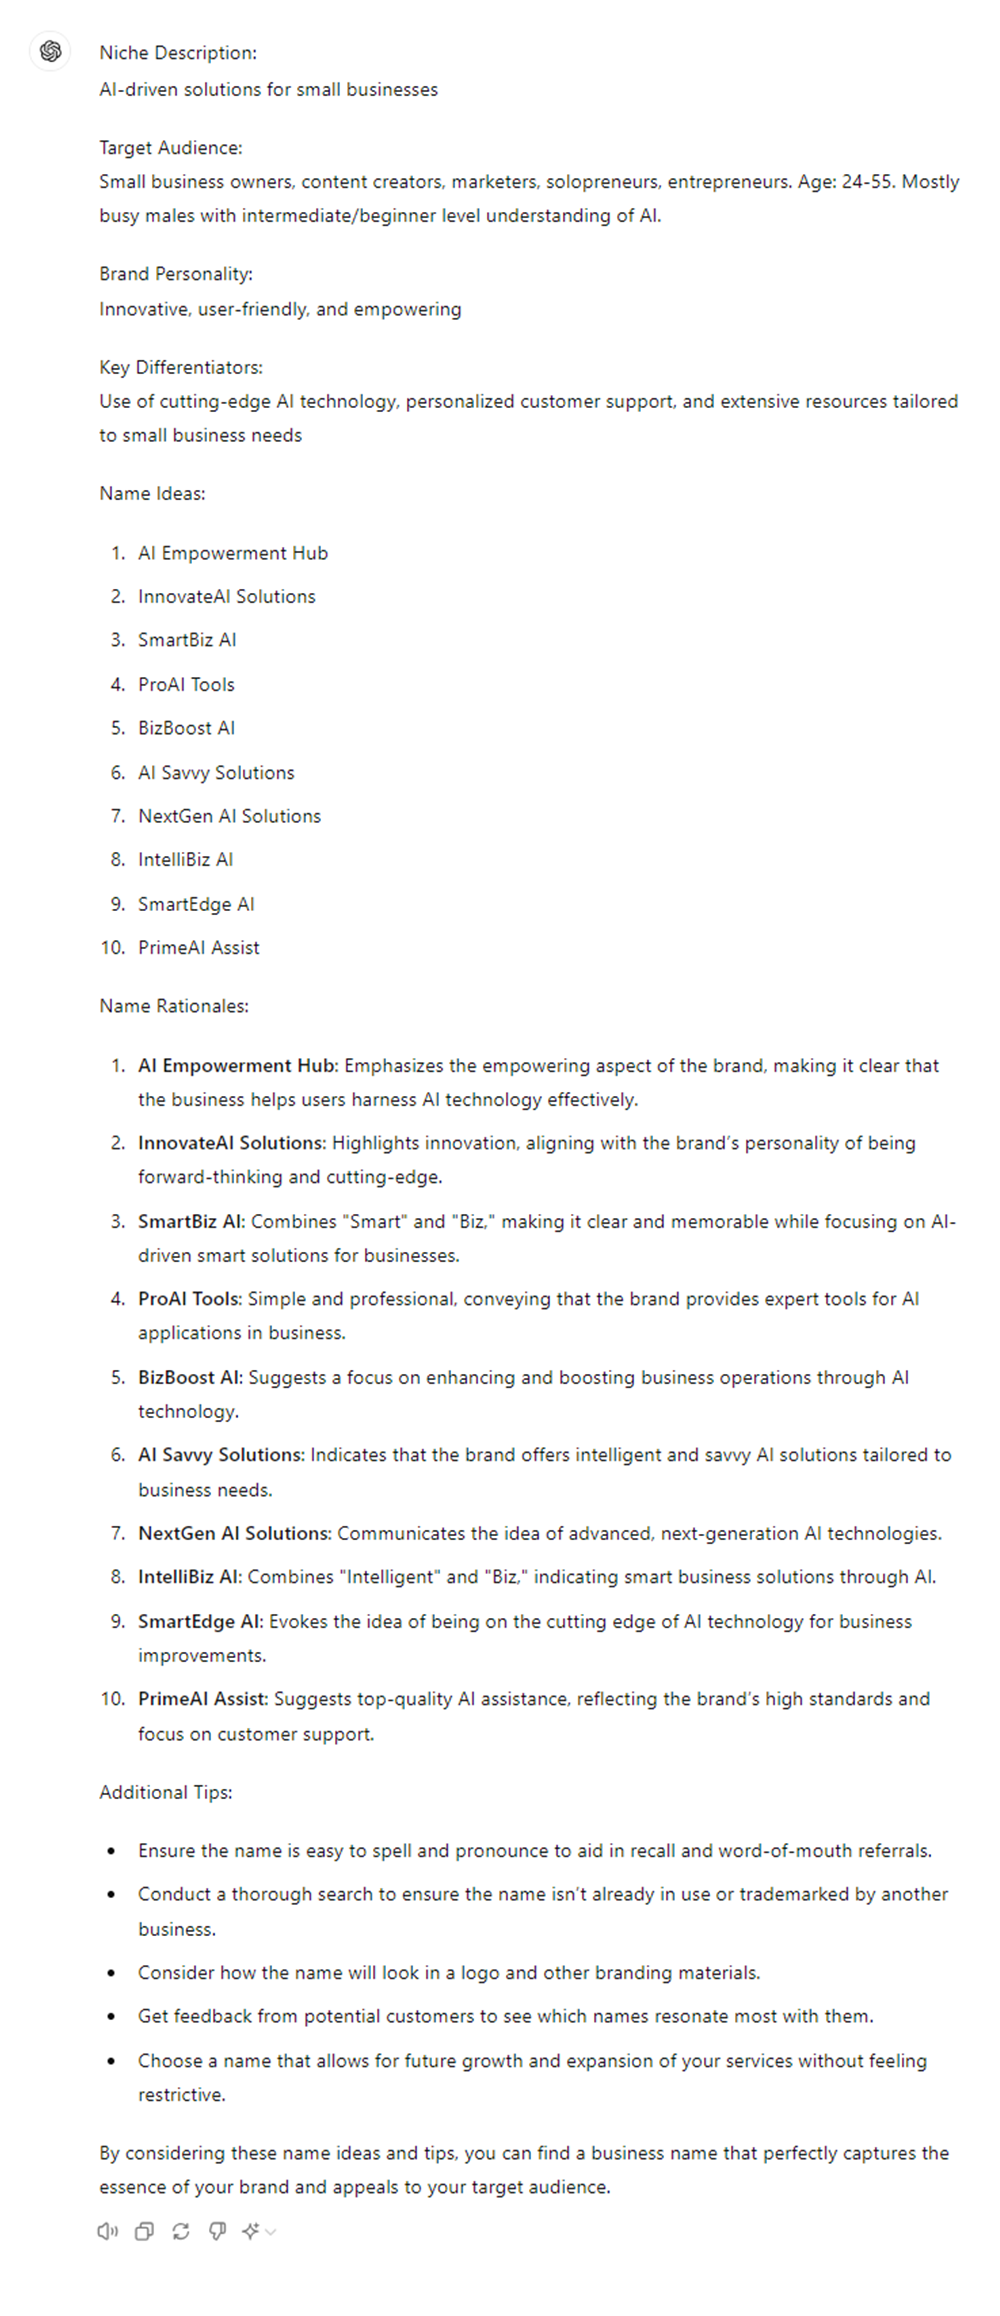 Niche Description:
AI-driven solutions for small businesses
Target Audience:
Small business owners, content creators, marketers, solopreneurs, entrepreneurs. Age: 24-55. Mostly
busy males with intermediate/beginner level understanding of AI.
Brand Personality:
Innovative, user-friendly, and empowering
Key Differentiators:
Use of cutting-edge AI technology, personalized customer support, and extensive resources tailored
to small business needs
Name Ideas:
1. AI Empowerment Hub
2. InnovateAI Solutions
3. SmartBiz AI
4. ProAI Tools
5. BizBoost AI
6. AI Savvy Solutions
7. NextGen AI Solutions
8. IntelliBiz AI
9. SmartEdge AI
10. PrimeAI Assist
Name Rationales:
1. AI Empowerment Hub: Emphasizes the empowering aspect of the brand, making it clear that
the business helps users harness AI technology effectively.
2. InnovateAI Solutions: Highlights innovation, aligning with the brand's personality of being
forward-thinking and cutting-edge.
3. SmartBiz AI: Combines "Smart" and "Biz," making it clear and memorable while focusing on AI-
driven smart solutions for businesses.
4. ProAI Tools: Simple and professional, conveying that the brand provides expert tools for AI
applications in business.
5. BizBoost AI: Suggests a focus on enhancing and boosting business operations through AI
technology.
6. AI Savvy Solutions: Indicates that the brand offers intelligent and savvy AI solutions tailored to
business needs.
7. NextGen AI Solutions: Communicates the idea of advanced, next-generation AI technologies.
8. IntelliBiz AI: Combines "Intelligent" and "Biz," indicating smart business solutions through AI.
9. SmartEdge AI: Evokes the idea of being on the cutting edge of AI technology for business
improvements.
10. PrimeAI Assist: Suggests top-quality AI assistance, reflecting the brand's high standards and
focus on customer support.
Additional Tips:
• Ensure the name is easy to spell and pronounce to aid in recall and word-of-mouth referrals.
• Conduct a thorough search to ensure the name isn't already in use or trademarked by another
business.
• Consider how the name will look in a logo and other branding materials.
• Get feedback from potential customers to see which names resonate most with them.
• Choose a name that allows for future growth and expansion of your services without feeling
restrictive.
By considering these name ideas and tips, you can find a business name that perfectly captures the
essence of your brand and appeals to your target audience.